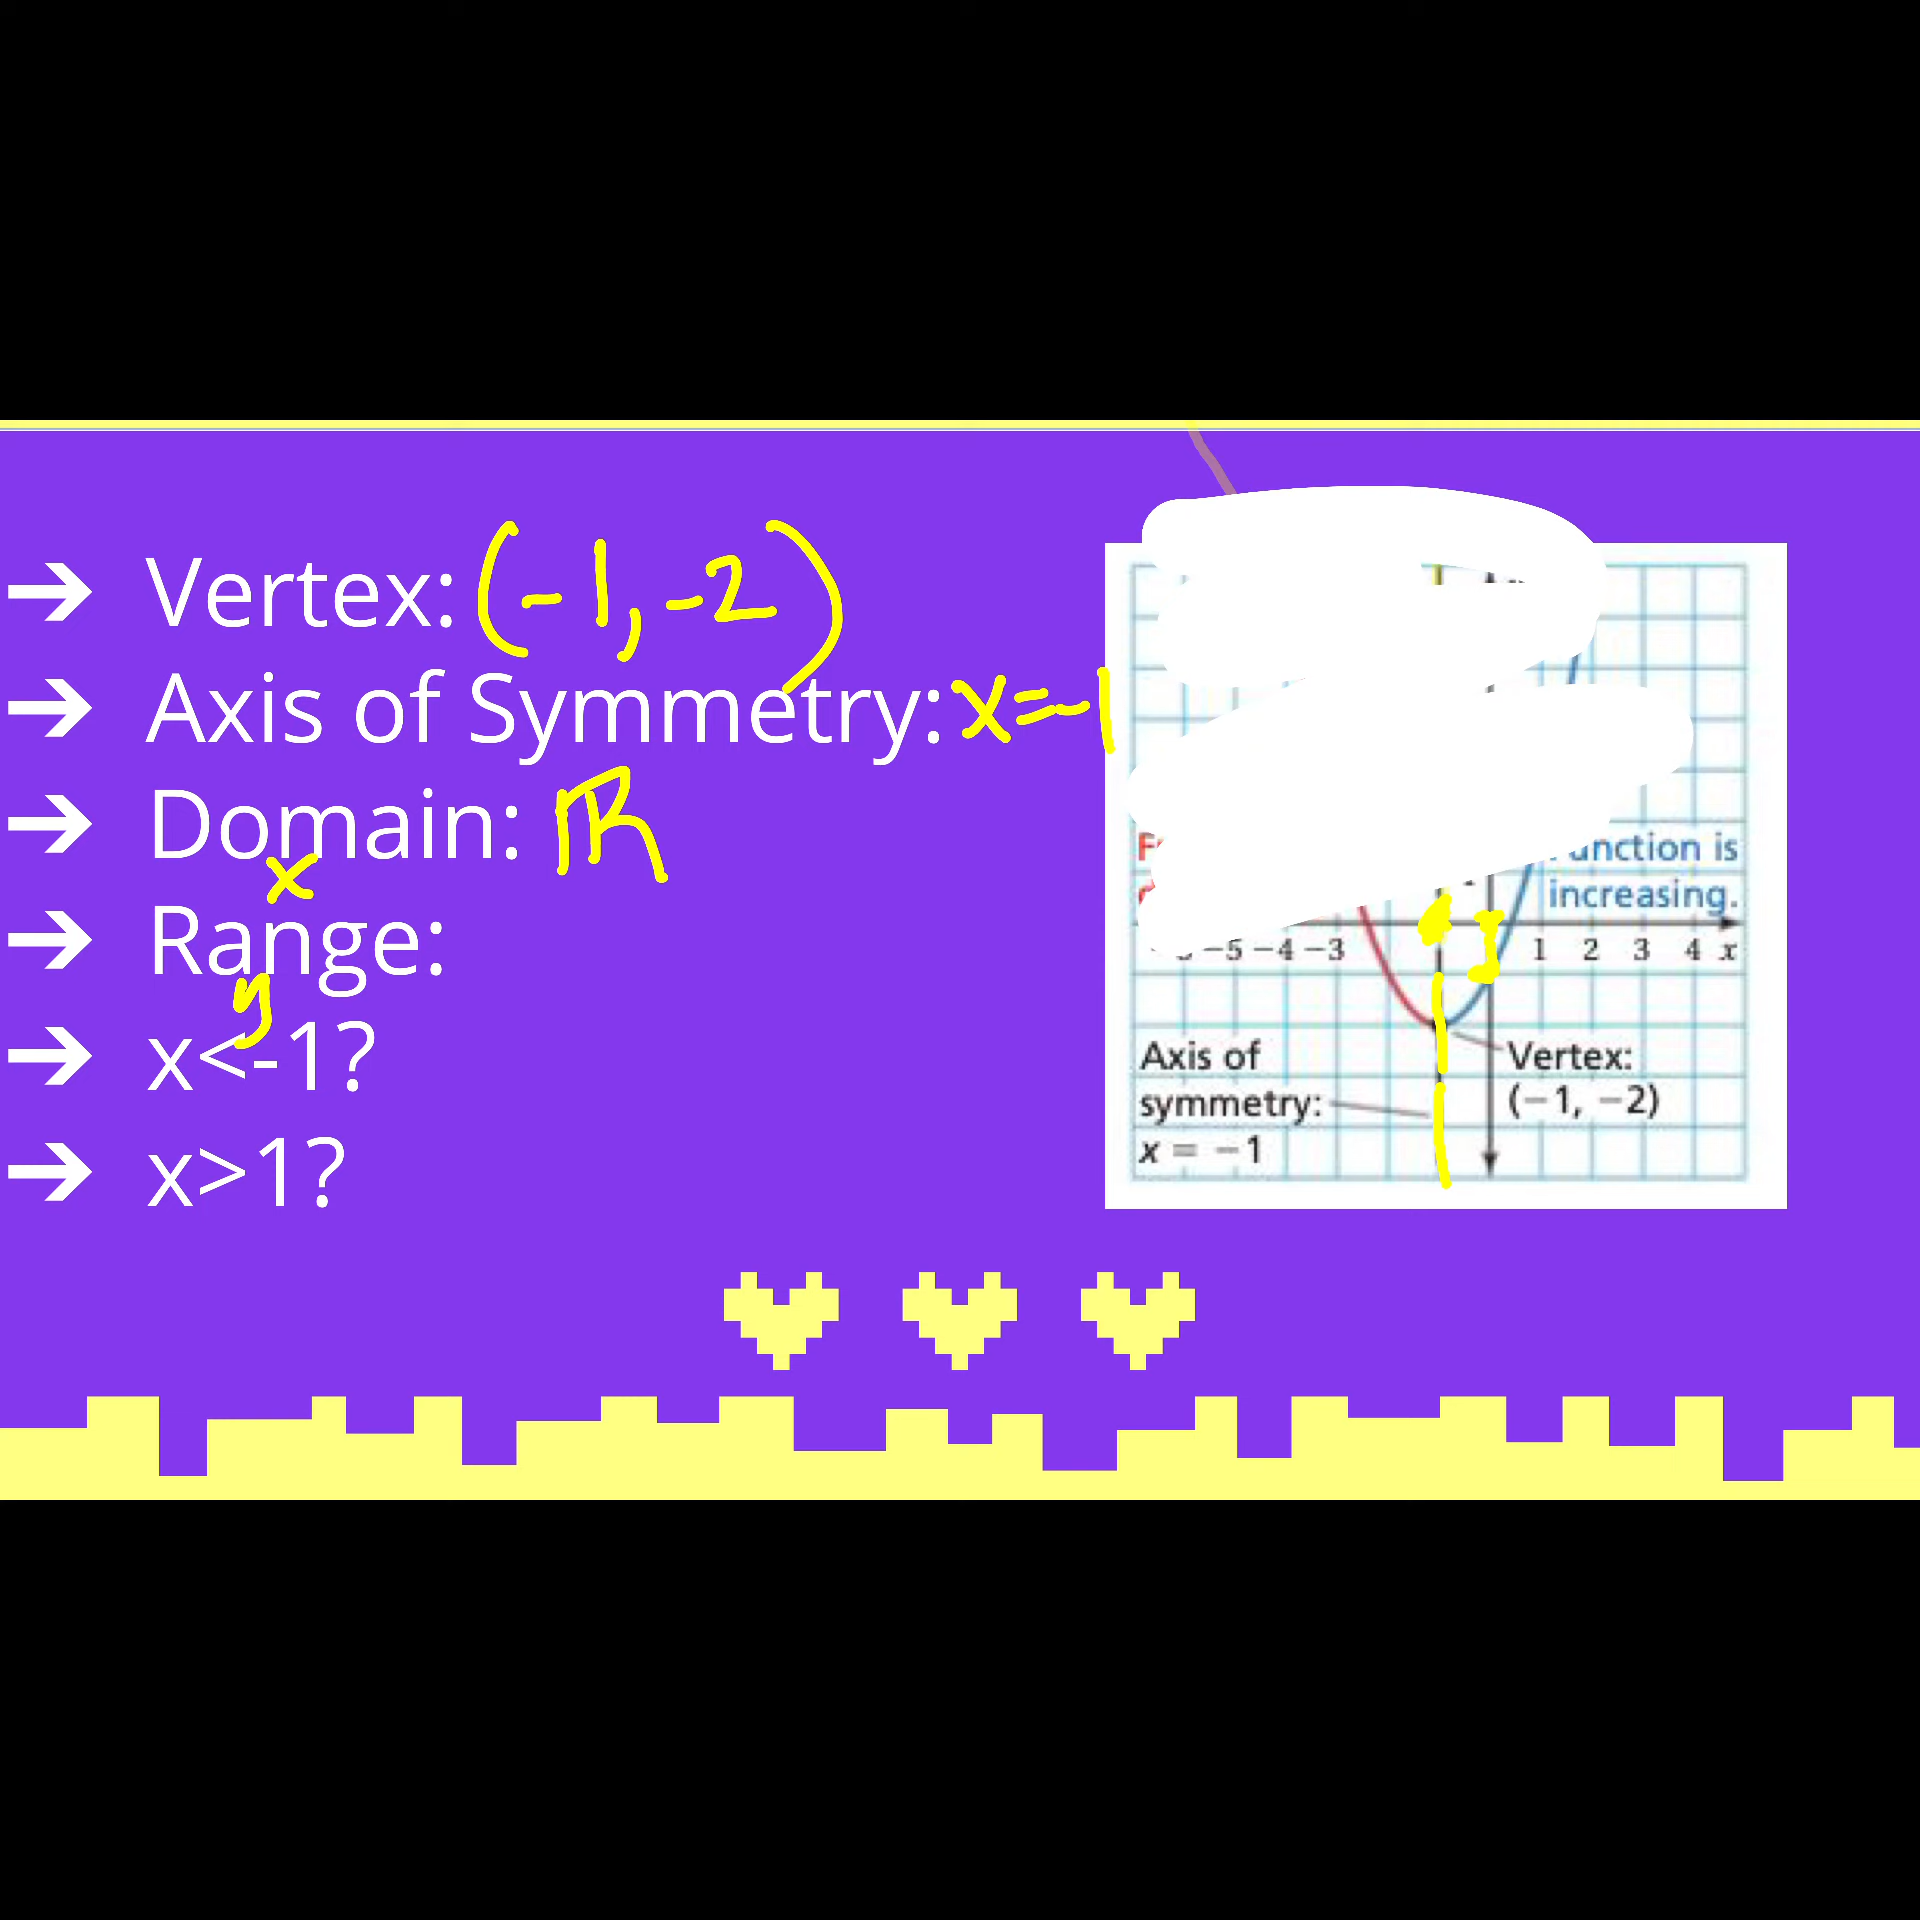 → Vertex: (-1, -2)
→ Axis of Symmetry: x=-1
→ Domain: ℝ
x
→ Range:
y
→ x<-1?
→ x>1?
is
increasing.
−5 −4 −3 1 2 3 4 x
Axis of
symmetry:
x = −1
Vertex:
(−1, −2)